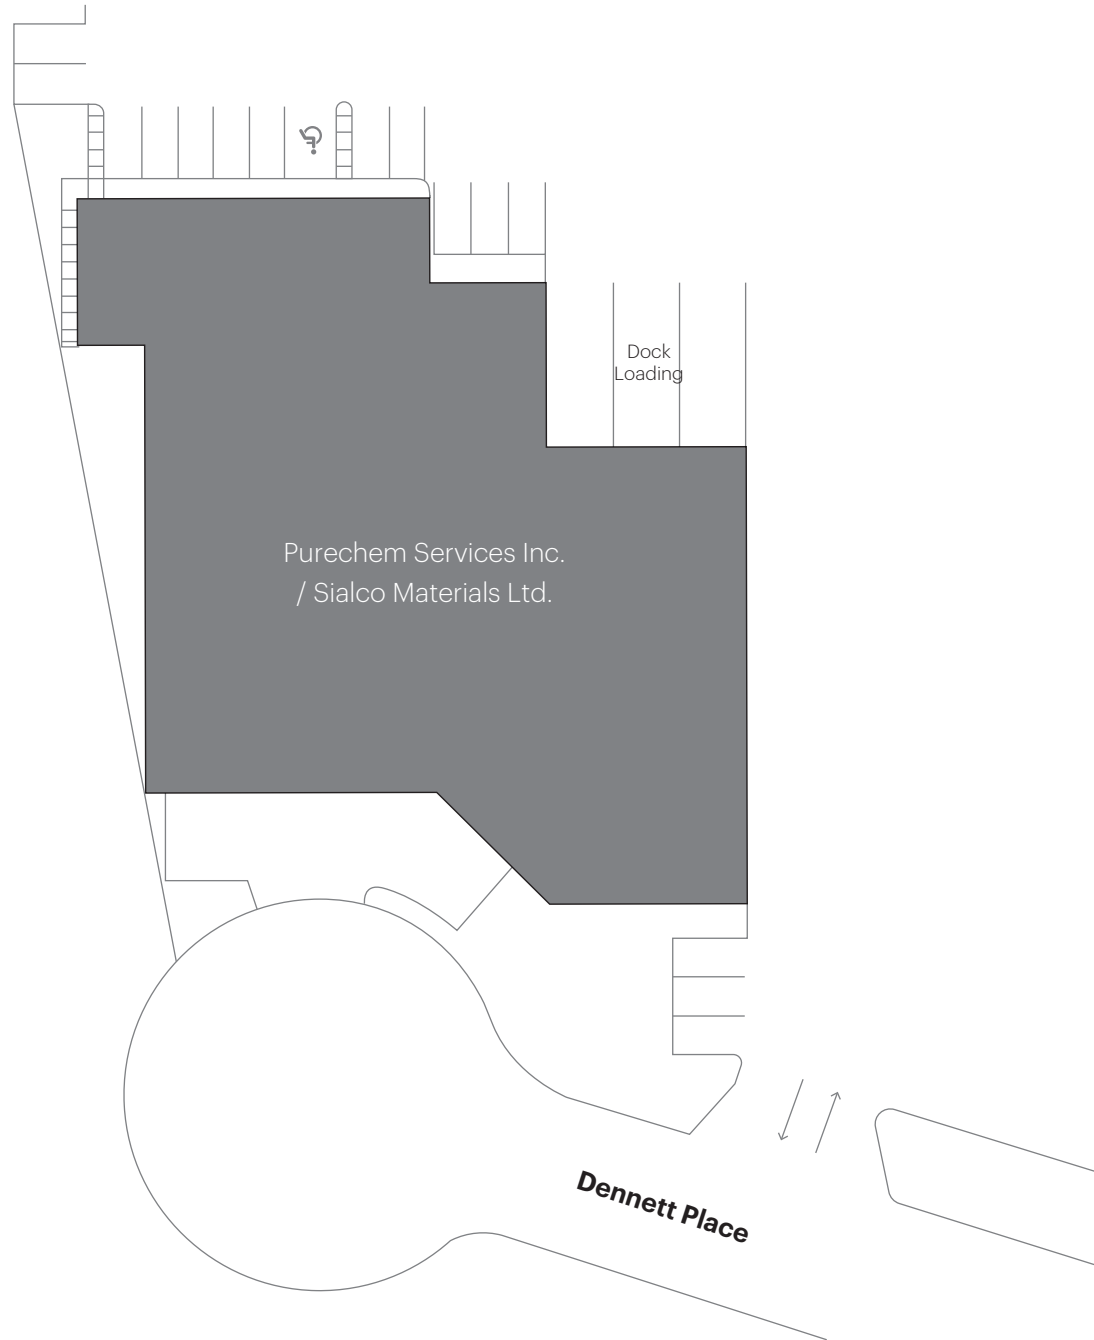 Dock
Loading
Purechem Services Inc.
/ Sialco Materials Ltd.
Dennett Place